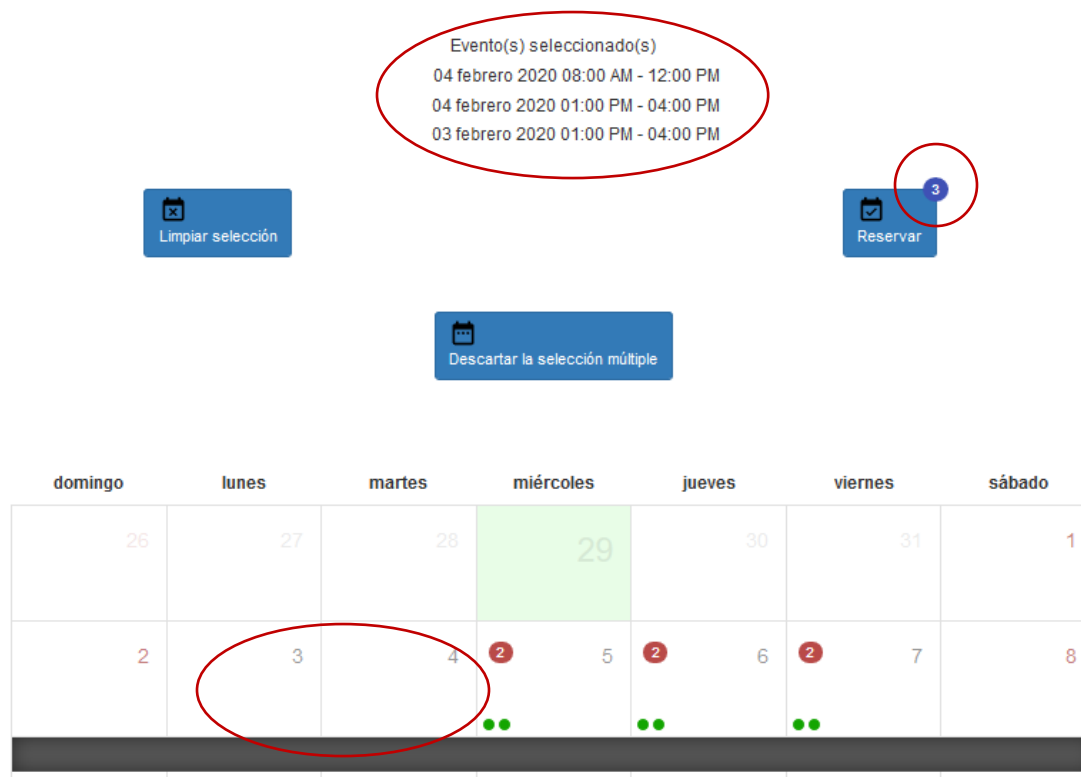 Evento(s) seleccionado(s)
04 febrero 2020 08:00 AM - 12:00 PM
04 febrero 2020 01:00 PM - 04:00 PM
03 febrero 2020 01:00 PM - 04:00 PM
3
Limpiar selección
Reservar
Descartar la selección múltiple
domingo lunes martes miércoles jueves viernes sábado
26 27 28 29 30 31 1
2 3 4 2 5 2 6 2 7 8